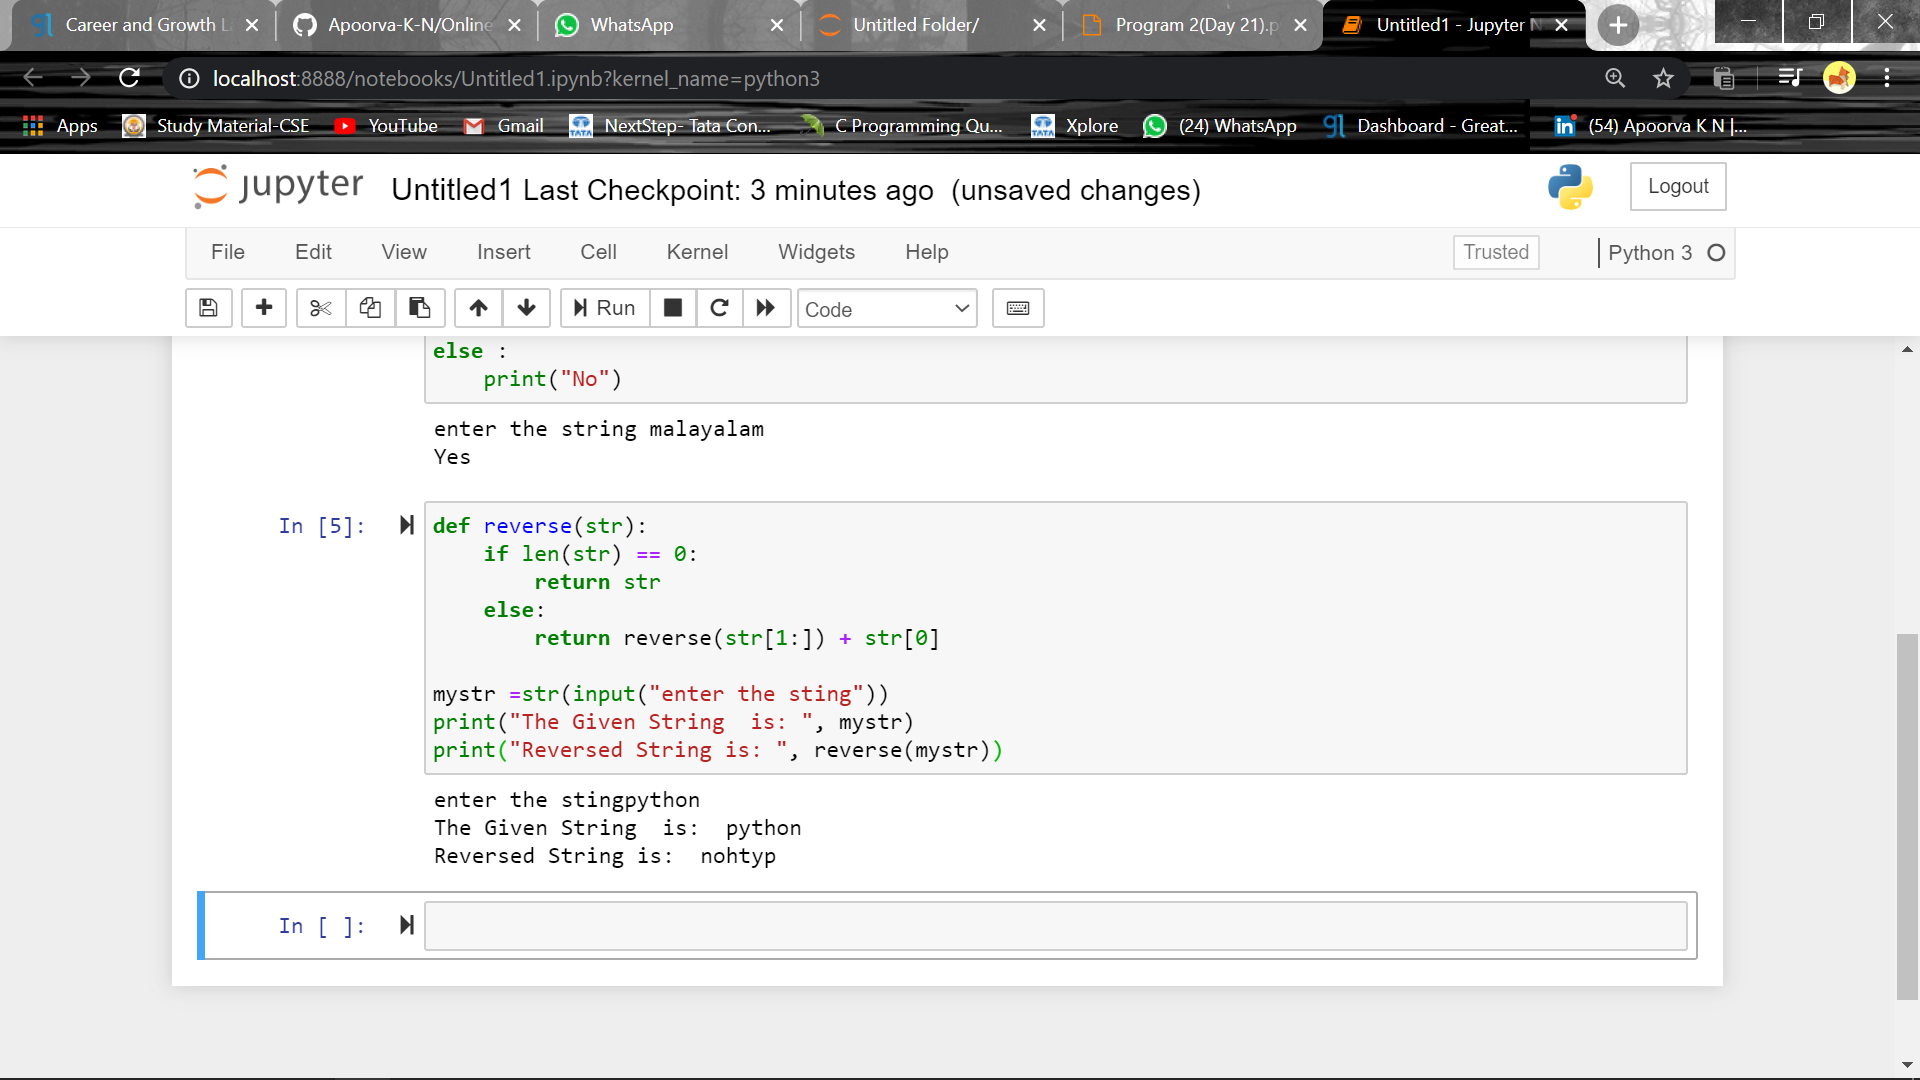 Career and Growth L
Apoorva-K-N/Online
WhatsApp
Untitled Folder/
Program 2(Day 21).p
Untitled1 - Jupyter N
localhost:8888/notebooks/Untitled1.ipynb?kernel_name=python3
Apps
Study Material-CSE
YouTube
Gmail
NextStep- Tata Con...
C Programming Qu...
Xplore
(24) WhatsApp
Dashboard - Great...
(54) Apoorva K N |...
jupyter
Untitled1 Last Checkpoint: 3 minutes ago (unsaved changes)
Logout
File Edit View Insert Cell Kernel Widgets Help
Trusted
Python 3
Run
Code
else :
    print("No")
enter the string malayalam
Yes
In [5]:
def reverse(str):
    if len(str) == 0:
        return str
    else:
        return reverse(str[1:]) + str[0]
mystr =str(input("enter the sting"))
print("The Given String  is: ", mystr)
print("Reversed String is: ", reverse(mystr))
enter the stingpython
The Given String  is:  python
Reversed String is:  nohtyp
In [ ]: